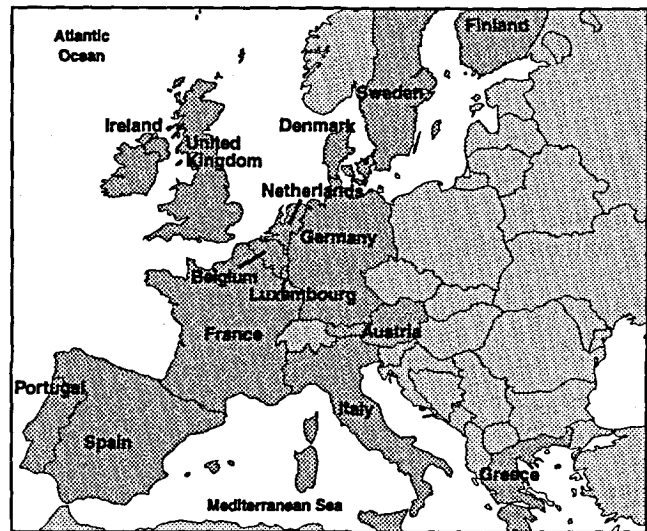 Finland
Atlantic
Ocean
Sweden
Ireland
Denmark
United
Kingdom
Netherlands
Germany
Belgium
Luxembourg
France
Austria
Portugal
Italy
Spain
Greece
Mediterranean Sea